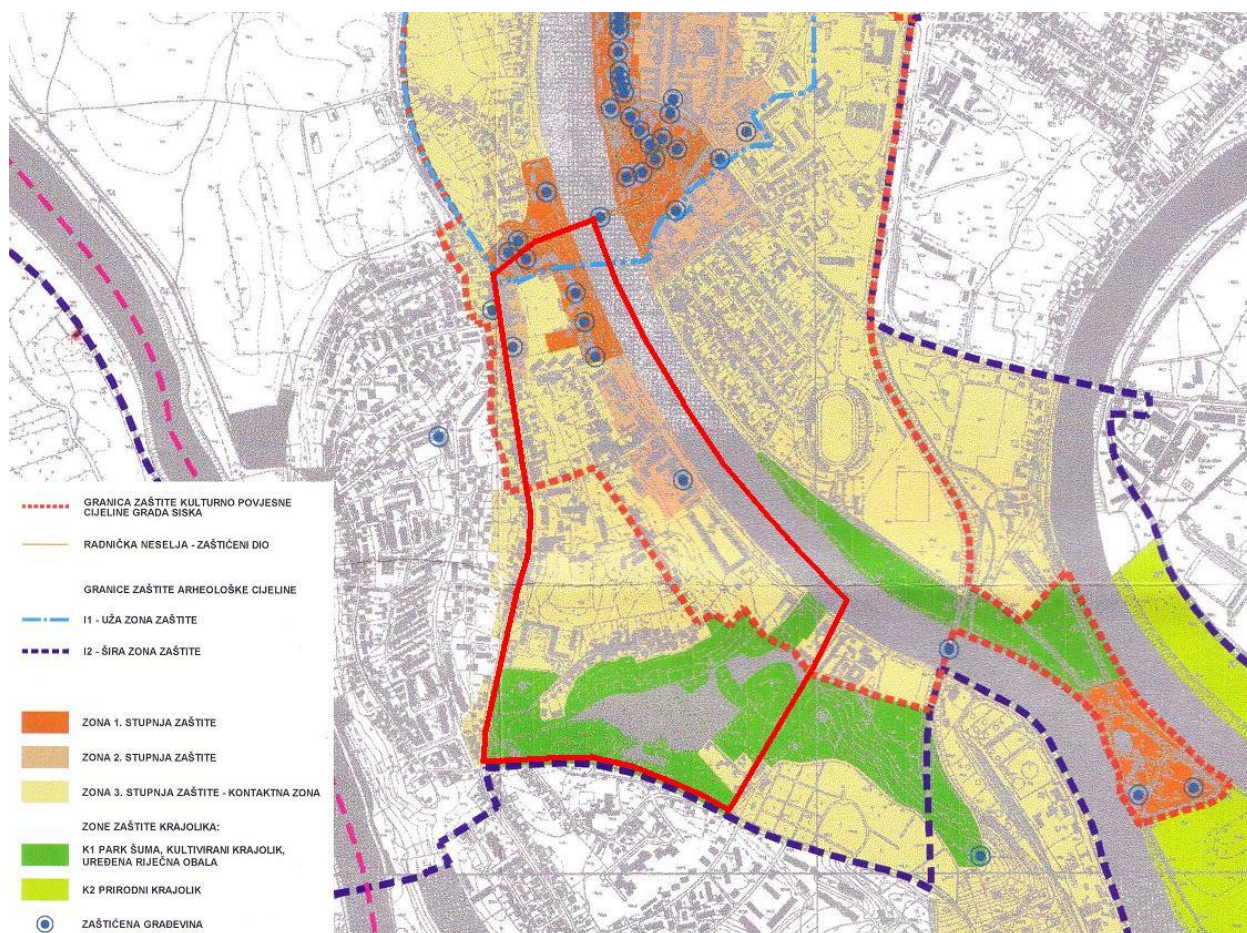 GRANICA ZAŠTITE KULTURNO POVJESNE
CIJELINE GRADA SISKA
RADNIČKA NESELJA - ZAŠTIĆENI DIO
GRANICE ZAŠTITE ARHEOLOŠKE CIJELINE
I1 - UŽA ZONA ZAŠTITE
I2 - ŠIRA ZONA ZAŠTITE
ZONA 1. STUPNJA ZAŠTITE
ZONA 2. STUPNJA ZAŠTITE
ZONA 3. STUPNJA ZAŠTITE - KONTAKTNA ZONA
ZONE ZAŠTITE KRAJOLIKA:
K1 PARK ŠUMA, KULTIVIRANI KRAJOLIK,
UREĐENA RIJEČNA OBALA
K2 PRIRODNI KRAJOLIK
ZAŠTIĆENA GRAĐEVINA